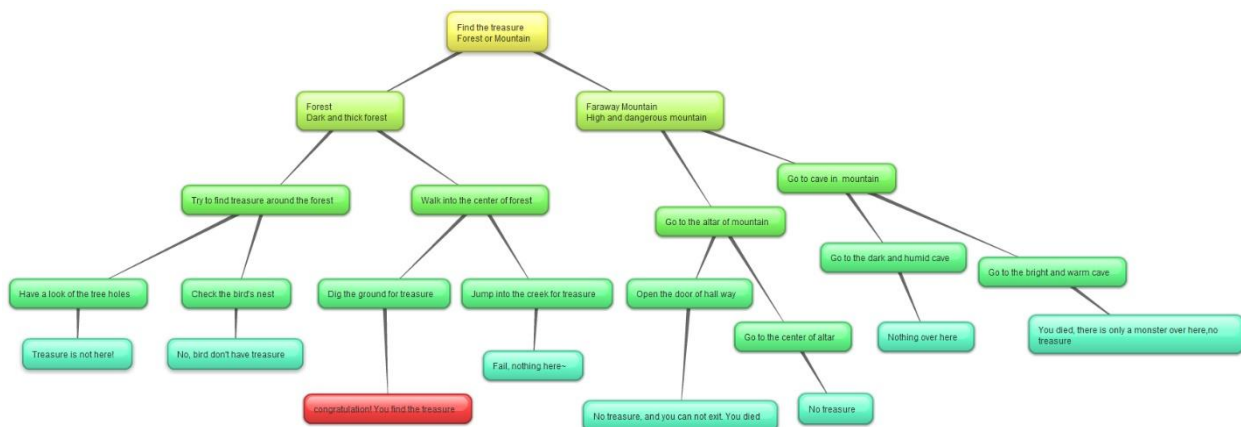 Find the treasure
Forest or Mountain
Forest
Dark and thick forest
Faraway Mountain
High and dangerous mountain
Go to cave in mountain
Try to find treasure around the forest
Walk into the center of forest
Go to the altar of mountain
Go to the dark and humid cave
Go to the bright and warm cave
Have a look of the tree holes
Check the bird's nest
Dig the ground for treasure
Jump into the creek for treasure
Open the door of hall way
Go to the center of altar
Nothing over here
You died, there is only a monster over here,no
treasure
Treasure is not here!
No, bird don't have treasure
Fail, nothing here~
congratulation! You find the treasure
No treasure, and you can not exit. You died
No treasure